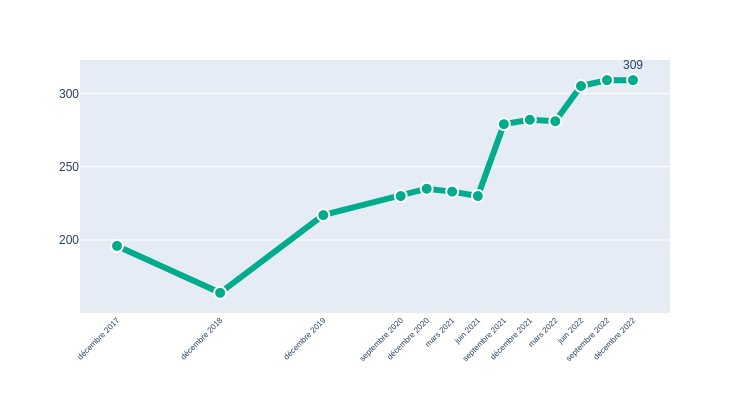 309
300
250
200
décembre 2017
décembre 2018
décembre 2019
septembre 2020
décembre 2020
mars 2021
juin 2021
septembre 2021
décembre 2021
mars 2022
juin 2022
septembre 2022
décembre 2022